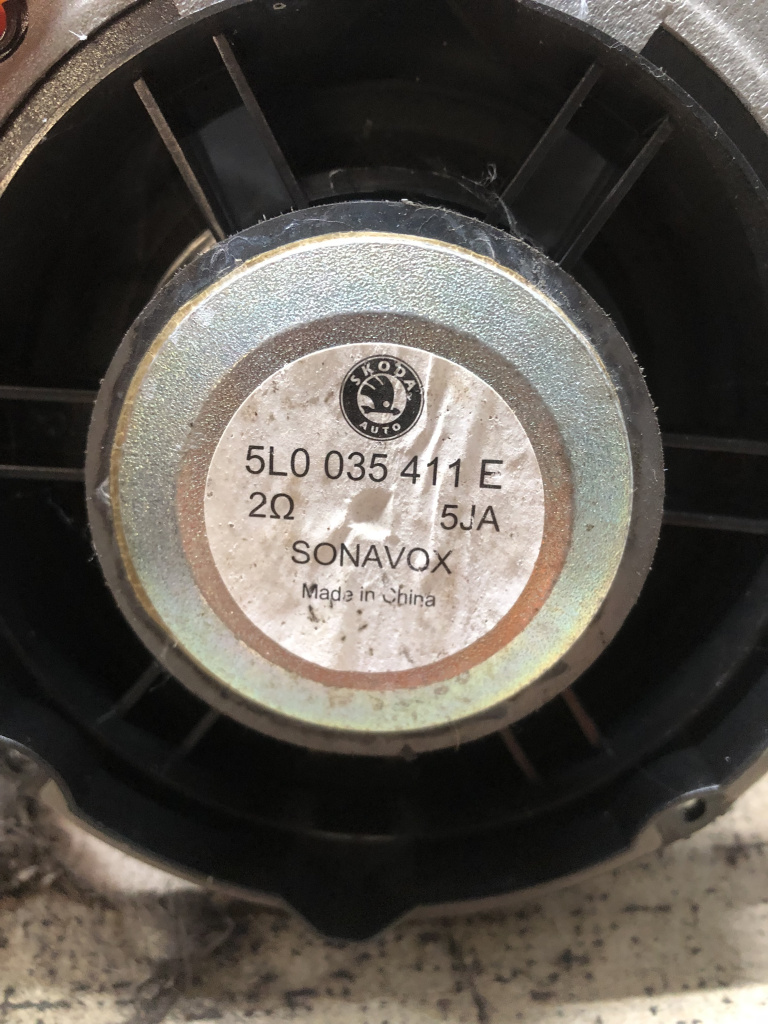 SKODA
AUTO
5L0 035 411 E
2Ω 5JA
SONAVOX
Made in China